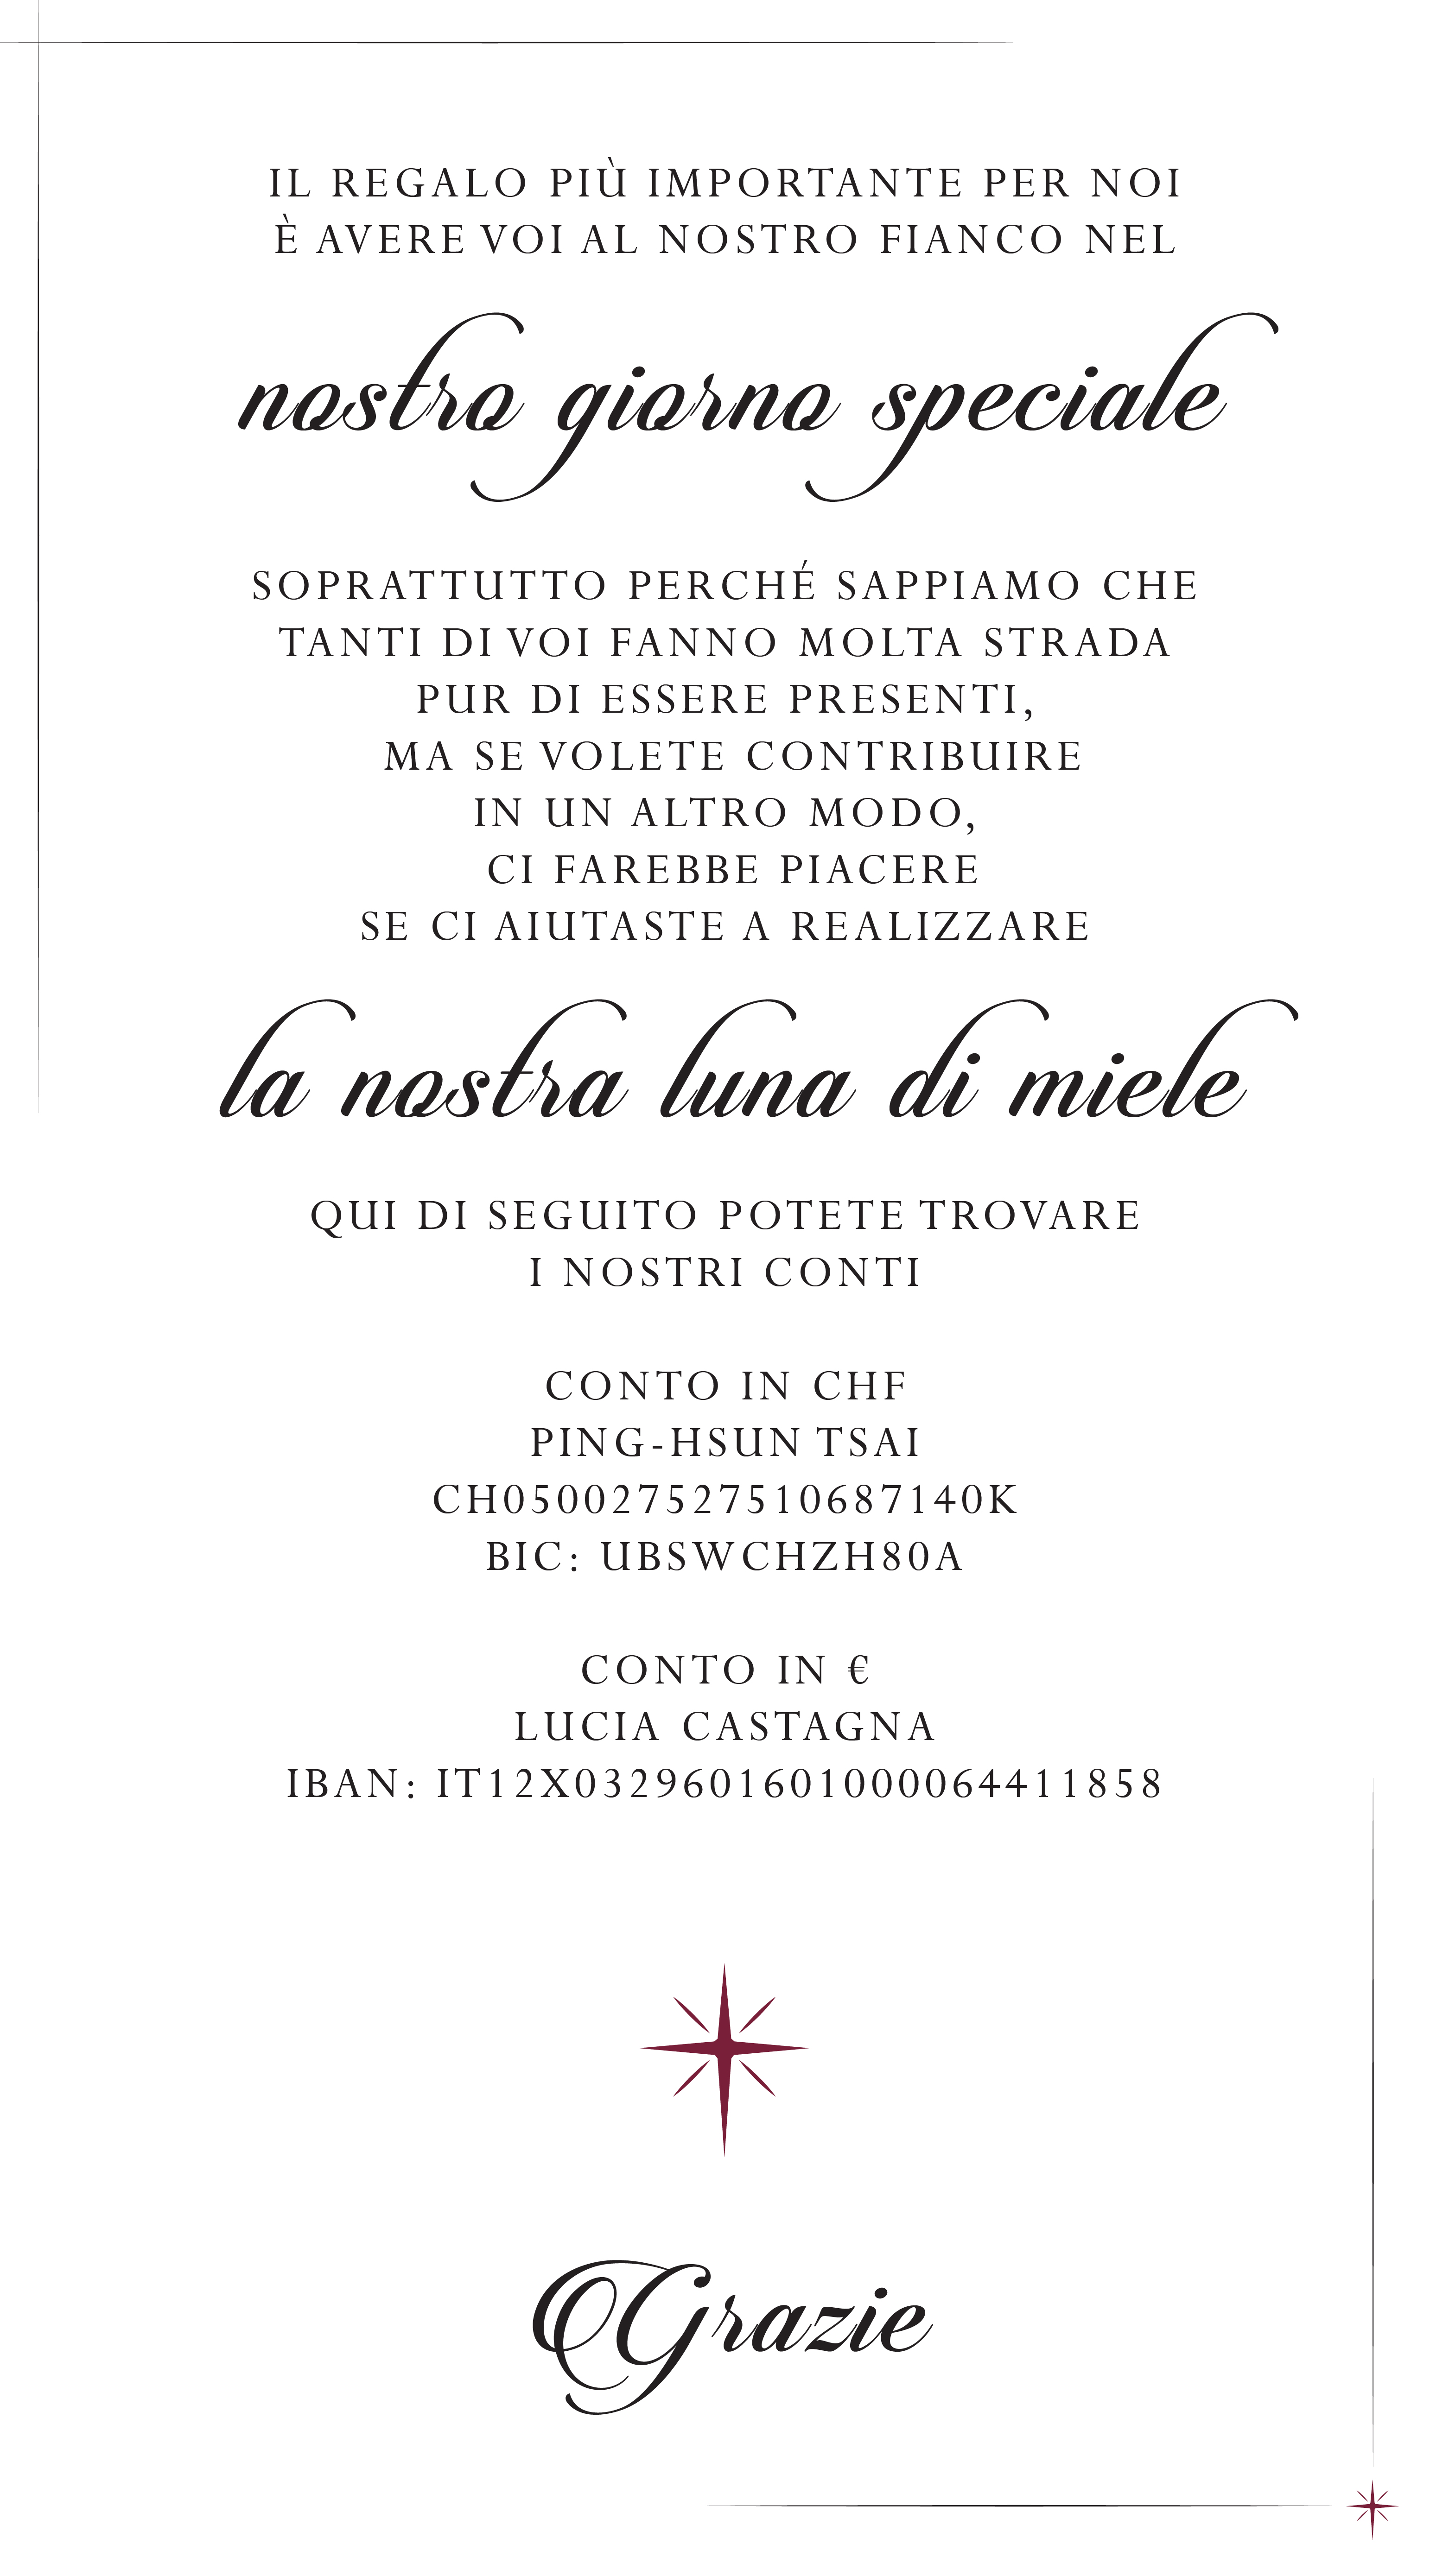 IL REGALO PIÙ IMPORTANTE PER NOI
È AVERE VOI AL NOSTRO FIANCO NEL
nostro giorno speciale
SOPRATTUTTO PERCHÉ SAPPIAMO CHE
TANTI DI VOI FANNO MOLTA STRADA
PUR DI ESSERE PRESENTI,
MA SE VOLETE CONTRIBUIRE
IN UN ALTRO MODO,
CI FAREBBE PIACERE
SE CI AIUTASTE A REALIZZARE
la nostra luna di miele
QUI DI SEGUITO POTETE TROVARE
I NOSTRI CONTI
CONTO IN CHF
PING-HSUN TSAI
CH050027527510687140K
BIC: UBSWCHZH80A
CONTO IN €
LUCIA CASTAGNA
IBAN: IT12X0329601601000064411858
Grazie